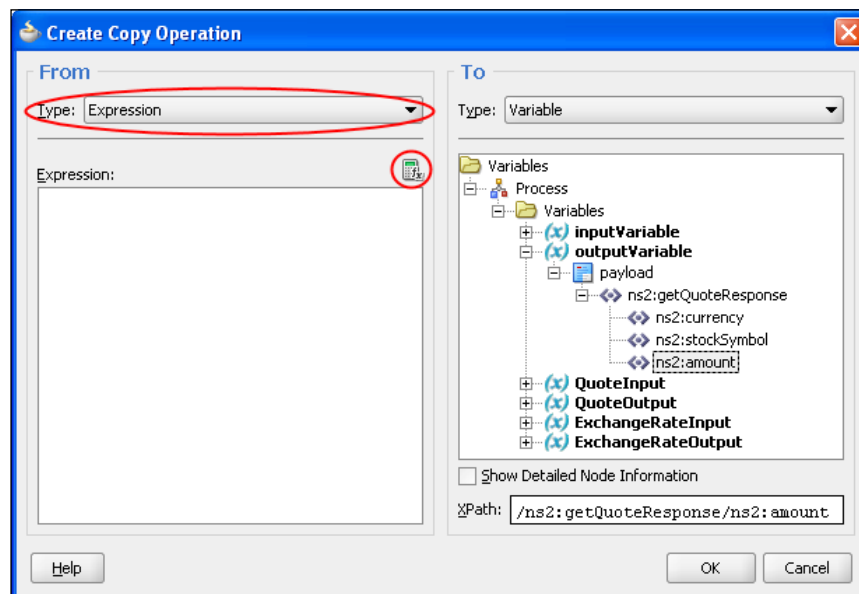 Create Copy Operation
From
Type: Expression
Expression:
To
Type: Variable
Variables
Process
Variables
(x) inputVariable
(x) outputVariable
payload
ns2:getQuoteResponse
ns2:currency
ns2:stockSymbol
ns2:amount
(x) QuoteInput
(x) QuoteOutput
(x) ExchangeRateInput
(x) ExchangeRateOutput
Show Detailed Node Information
XPath: /ns2:getQuoteResponse/ns2:amount
Help
OK
Cancel